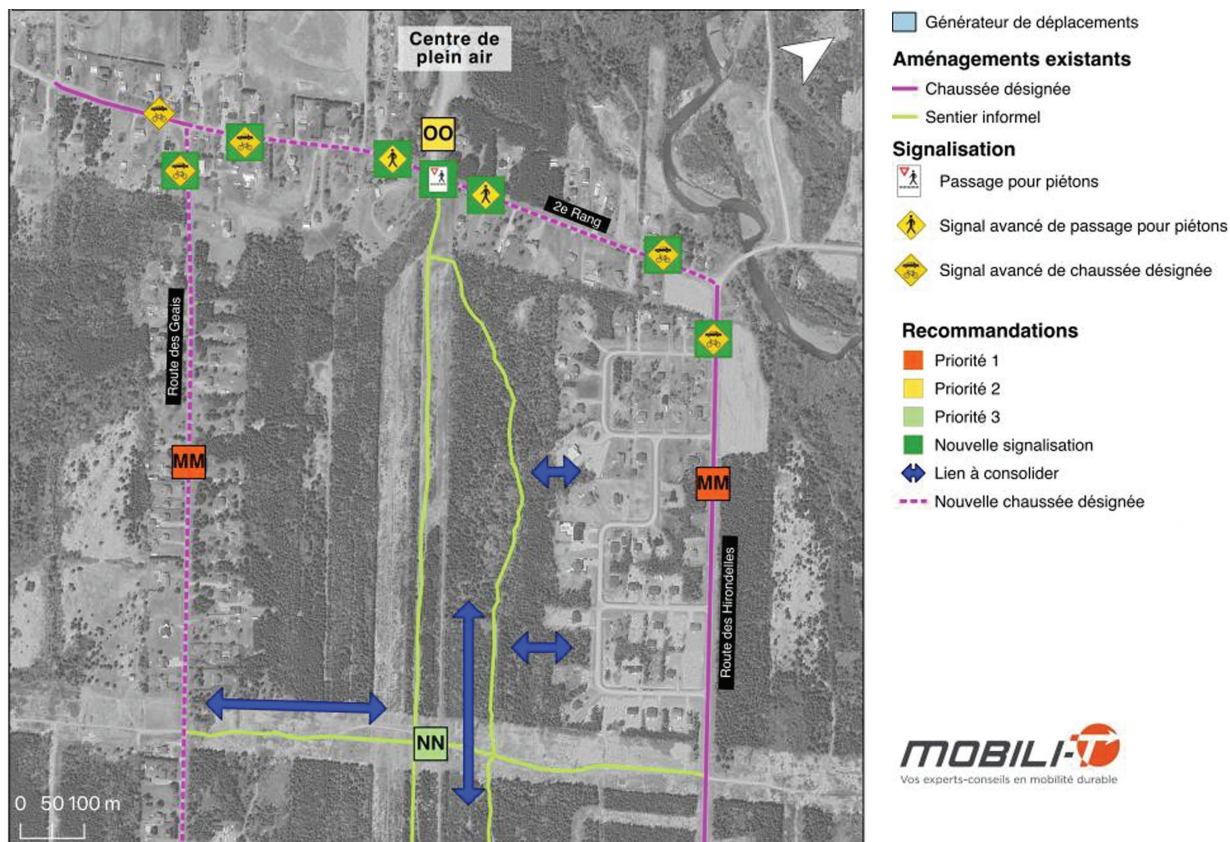 Centre de
plein air
OO
2e Rang
Route des Geais
MM
MM
Route des Hirondelles
NN
0 50 100 m
Générateur de déplacements
Aménagements existants
Chaussée désignée
Sentier informel
Signalisation
Passage pour piétons
Signal avancé de passage pour piétons
Signal avancé de chaussée désignée
Recommandations
Priorité 1
Priorité 2
Priorité 3
Nouvelle signalisation
Lien à consolider
Nouvelle chaussée désignée
MOBILI-T
Vos experts-conseils en mobilité durable